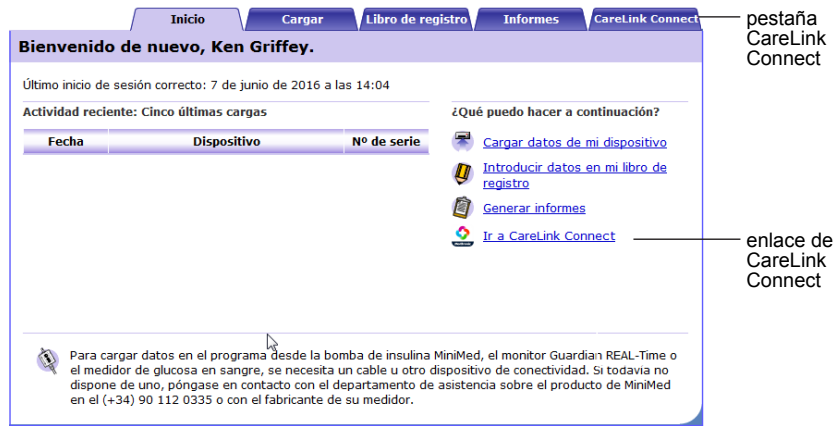 Inicio Cargar Libro de registro Informes CareLink Connect
pestaña
CareLink
Connect
Bienvenido de nuevo, Ken Griffey.
Último inicio de sesión correcto: 7 de junio de 2016 a las 14:04
Actividad reciente: Cinco últimas cargas
Fecha Dispositivo Nº de serie
¿Qué puedo hacer a continuación?
Cargar datos de mi dispositivo
Introducir datos en mi libro de
registro
Generar informes
Ir a CareLink Connect
enlace de
CareLink
Connect
Para cargar datos en el programa desde la bomba de insulina MiniMed, el monitor Guardian REAL-Time o
el medidor de glucosa en sangre, se necesita un cable u otro dispositivo de conectividad. Si todavía no
dispone de uno, póngase en contacto con el departamento de asistencia sobre el producto de MiniMed
en el (+34) 90 112 0335 o con el fabricante de su medidor.